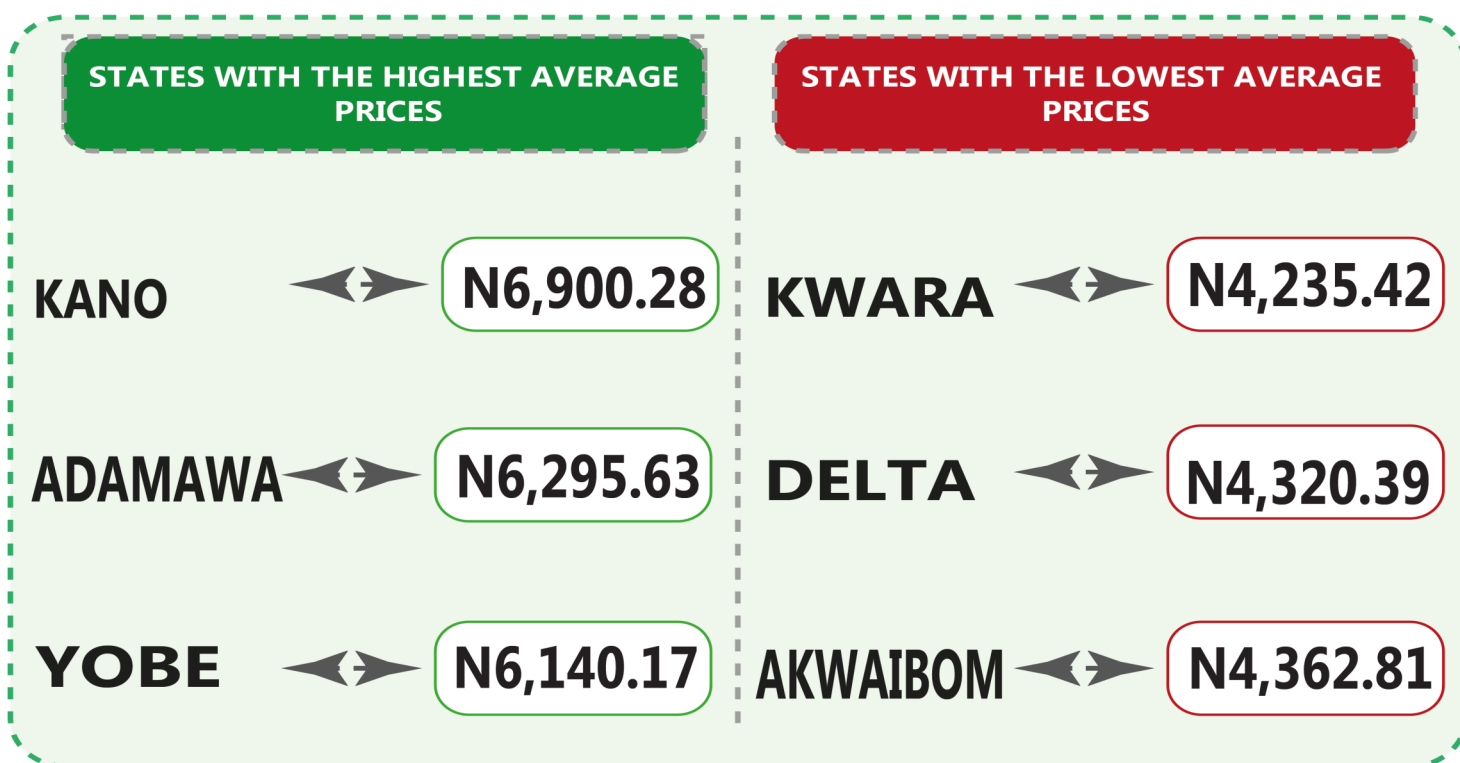 STATES WITH THE HIGHEST AVERAGE
PRICES
KANO N6,900.28
ADAMAWA N6,295.63
YOBE N6,140.17
STATES WITH THE LOWEST AVERAGE
PRICES
KWARA N4,235.42
DELTA N4,320.39
AKWAIBOM N4,362.81